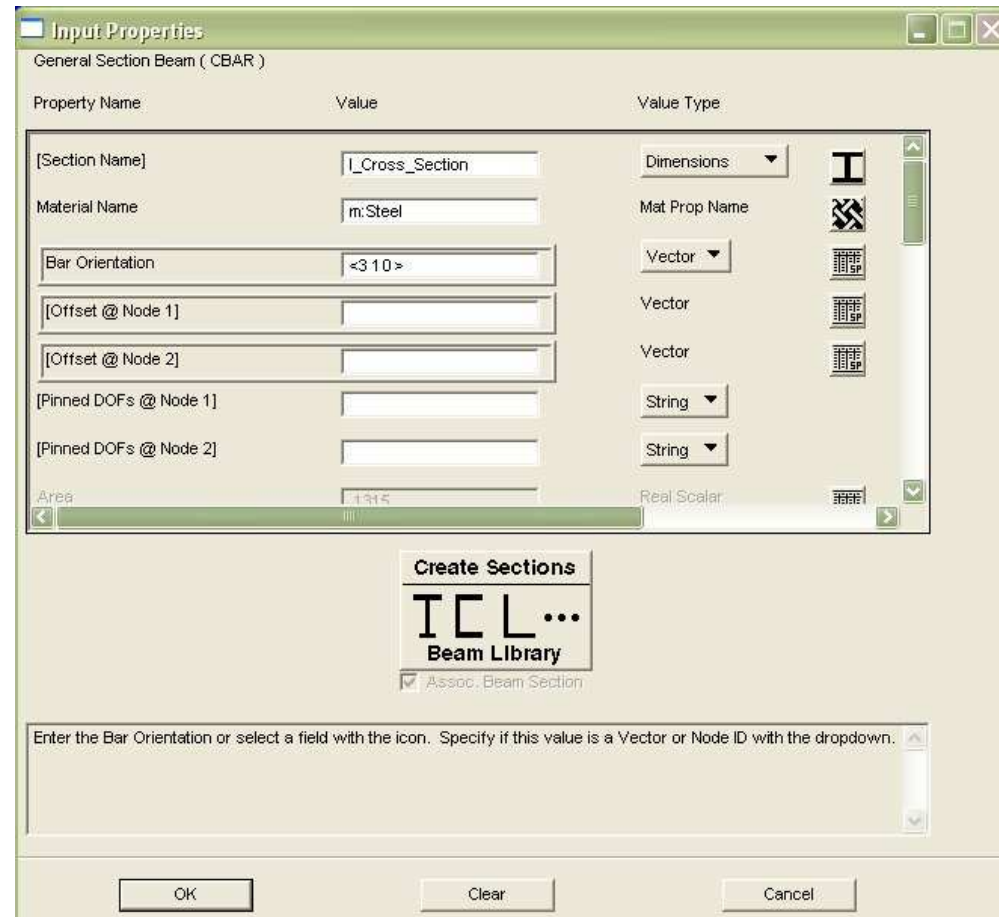 Input Properties
General Section Beam ( CBAR )
Property Name Value Value Type
[Section Name] I_Cross_Section Dimensions
Material Name m:Steel Mat Prop Name
Bar Orientation <3 1 0> Vector
SP
[Offset @ Node 1] Vector
SP
[Offset @ Node 2] Vector
SP
[Pinned DOFs @ Node 1] String
[Pinned DOFs @ Node 2] String
Area .1315 Real Scalar
Create Sections
Beam Library
Assoc. Beam Section
Enter the Bar Orientation or select a field with the icon. Specify if this value is a Vector or Node ID with the dropdown.
OK Clear Cancel